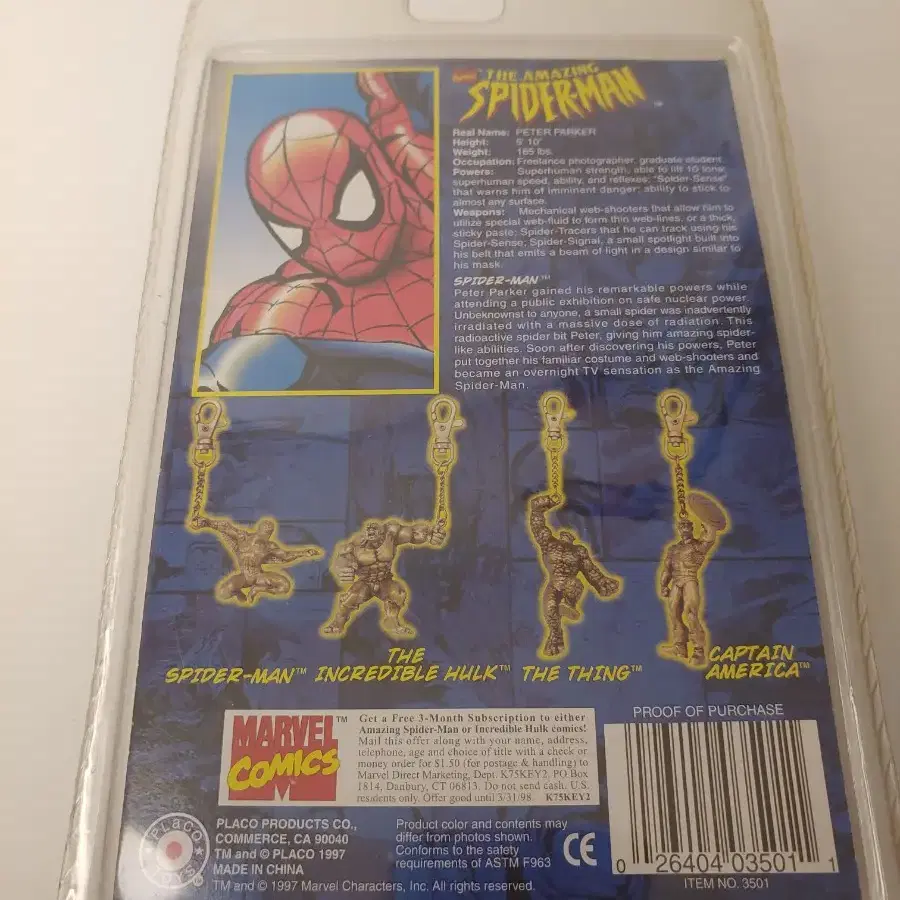 MARVEL
THE AMAZING
SPIDER-MAN™
Real Name: PETER PARKER
Height: 5' 10"
Weight: 165 lbs.
Occupation: Freelance photographer, graduate student
Powers: Superhuman strength, able to lift 10 tons;
superhuman speed, ability, and reflexes; "Spider-Sense"
that warns him of imminent danger; ability to stick to
almost any surface.
Weapons: Mechanical web-shooters that allow him to
utilize special web-fluid to form thin web-lines, or a thick,
sticky paste; Spider-Tracers that he can track using his
Spider-Sense; Spider-Signal, a small spotlight built into
his belt that emits a beam of light in a design similar to
his mask.
SPIDER-MAN™
Peter Parker gained his remarkable powers while
attending a public exhibition on safe nuclear power.
Unbeknownst to anyone, a small spider was inadvertently
irradiated with a massive dose of radiation. This
radioactive spider bit Peter, giving him amazing spider-
like abilities. Soon after discovering his powers, Peter
put together his familiar costume and web-shooters and
became an overnight TV sensation as the Amazing
Spider-Man.
SPIDER-MAN™
THE
INCREDIBLE HULK™
THE THING™
CAPTAIN
AMERICA™
MARVEL™
COMICS
Get a Free 3-Month Subscription to either
Amazing Spider-Man or Incredible Hulk comics!
Mail this offer along with your name, address,
telephone, age and choice of title with a check or
money order for $1.50 (for postage & handling) to
Marvel Direct Marketing, Dept. K75KEY2, PO Box
1814, Danbury, CT 06813. Do not send cash. U.S.
residents only. Offer good until 3/31/98. K75KEY2
PROOF OF PURCHASE
0 26404 03501 1
ITEM NO. 3501
PLACO
TOYS
PLACO PRODUCTS CO.,
COMMERCE, CA 90040
TM and © PLACO 1997
MADE IN CHINA
TM and © 1997 Marvel Characters, Inc. All rights reserved.
Product color and contents may
differ from photos shown.
Conforms to the safety
requirements of ASTM F963
CE